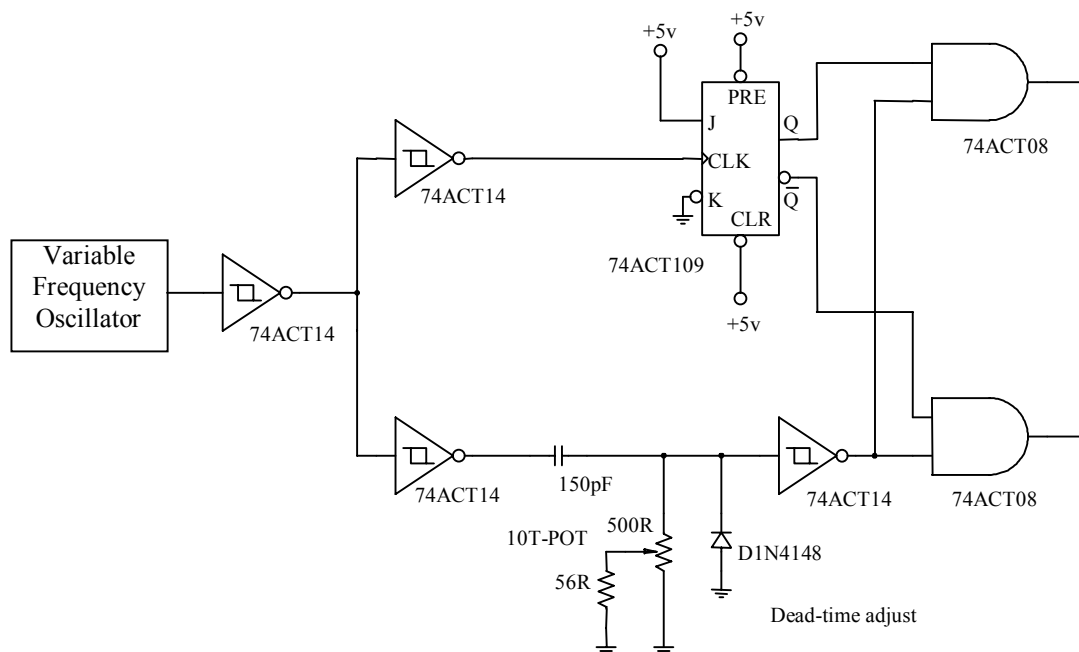 +5v
+5v
PRE
J
Q
CLK
74ACT14
K
Q
CLR
74ACT109
+5v
74ACT08
Variable
Frequency
Oscillator
74ACT14
74ACT14
150pF
10T-POT
500R
56R
D1N4148
74ACT14
74ACT08
Dead-time adjust